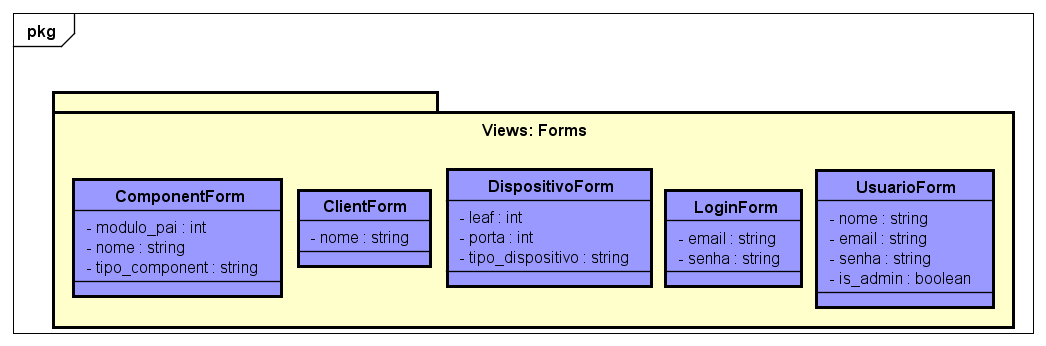 pkg
Views: Forms
ComponentForm
- modulo_pai : int
- nome : string
- tipo_component : string
ClientForm
- nome : string
DispositivoForm
- leaf : int
- porta : int
- tipo_dispositivo : string
LoginForm
- email : string
- senha : string
UsuarioForm
- nome : string
- email : string
- senha : string
- is_admin : boolean